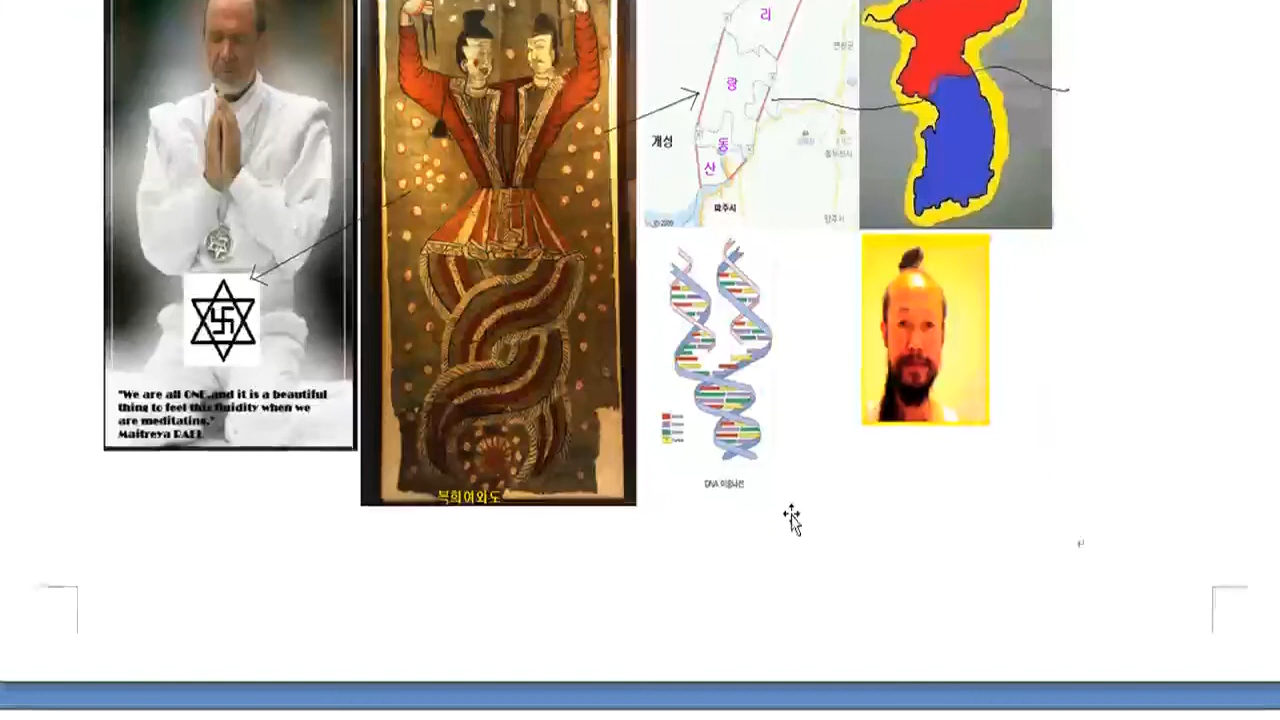 리
랑
개성
동
산
파주시
"We are all ONE and it is a beautiful
thing to feel this fluidity when we
are meditating."
Maitreya RAEL
복희여와도
DNA 이중나선